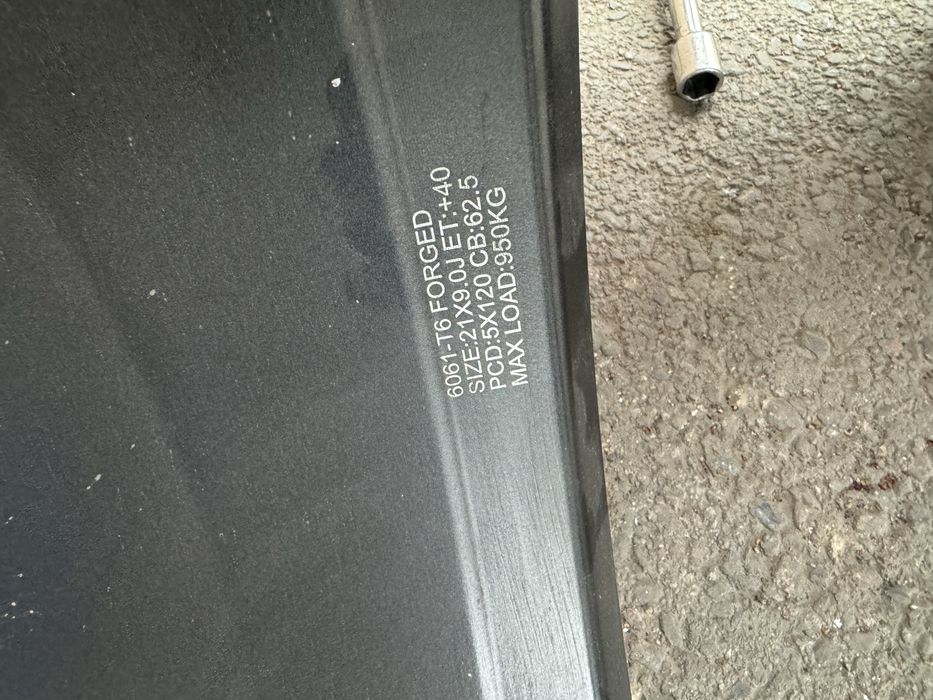 6061-T6 FORGED
SIZE:21X9.0J ET:+40
PCD:5X120 CB:62.5
MAX LOAD:950KG